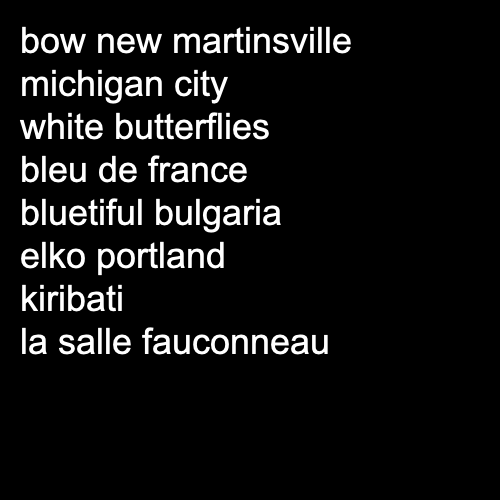 bow new martinsville
michigan city
white butterflies
bleu de france
bluetiful bulgaria
elko portland
kiribati
la salle fauconneau